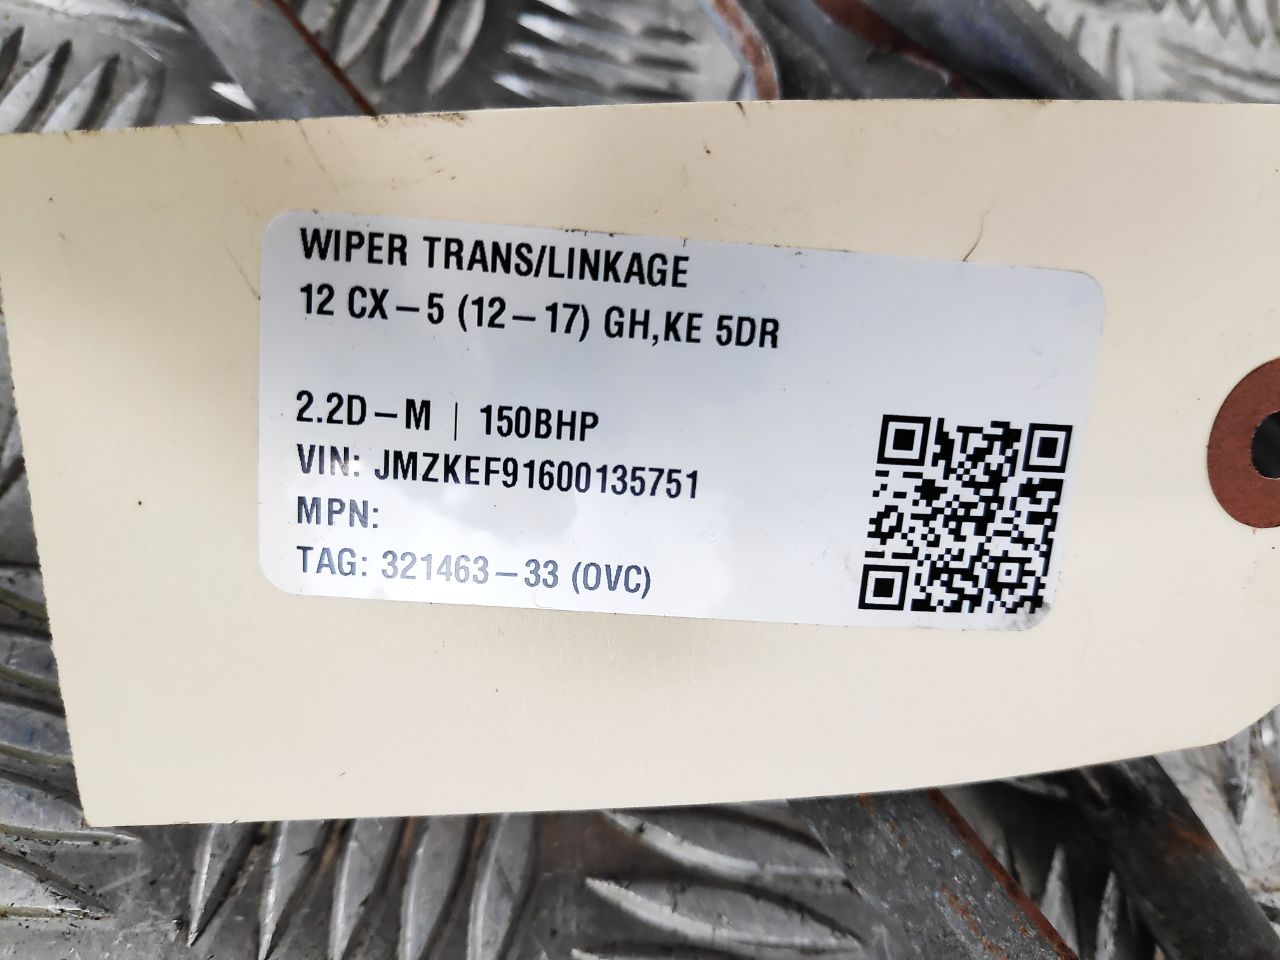 WIPER TRANS/LINKAGE
12 CX-5 (12-17) GH,KE 5DR
2.2D-M | 150BHP
VIN: JMZKEF91600135751
MPN:
TAG: 321463-33 (OVC)